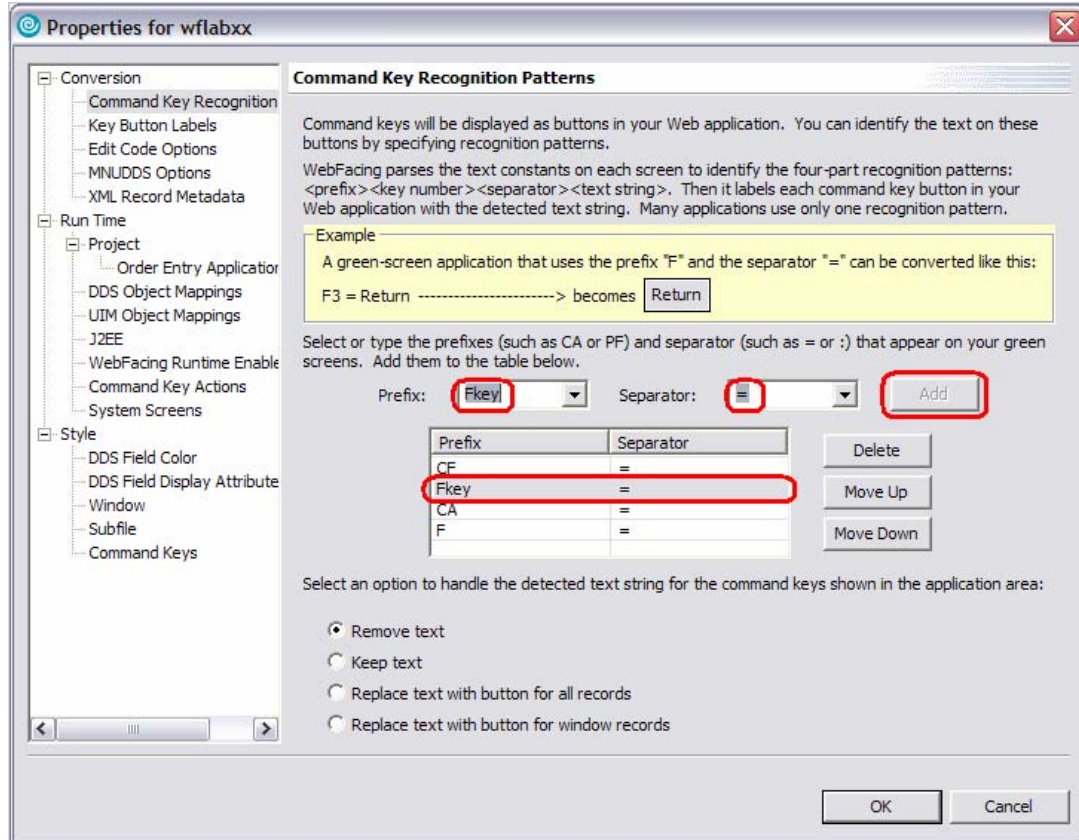 Properties for wflabxx
Conversion
Command Key Recognition
Key Button Labels
Edit Code Options
MNUDDS Options
XML Record Metadata
Run Time
Project
Order Entry Application
DDS Object Mappings
UIM Object Mappings
J2EE
WebFacing Runtime Enable
Command Key Actions
System Screens
Style
DDS Field Color
DDS Field Display Attribute
Window
Subfile
Command Keys
Command Key Recognition Patterns
Command keys will be displayed as buttons in your Web application. You can identify the text on these
buttons by specifying recognition patterns.
WebFacing parses the text constants on each screen to identify the four-part recognition patterns:
<prefix><key number><separator><text string>. Then it labels each command key button in your
Web application with the detected text string. Many applications use only one recognition pattern.
Example
A green-screen application that uses the prefix "F" and the separator "=" can be converted like this:
F3 = Return -----------------------> becomes Return
Select or type the prefixes (such as CA or PF) and separator (such as = or :) that appear on your green
screens. Add them to the table below.
Prefix: Fkey Separator: = Add
Prefix Separator
CF =
Fkey =
CA =
F =
Delete
Move Up
Move Down
Select an option to handle the detected text string for the command keys shown in the application area:
Remove text
Keep text
Replace text with button for all records
Replace text with button for window records
OK Cancel